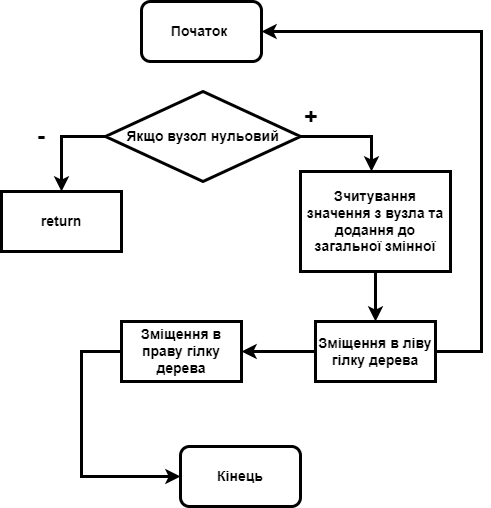 Початок
Якщо вузол нульовий
-
+
return
Зчитування
значення з вузла та
додання до
загальної змінної
Зміщення в
праву гілку
дерева
Зміщення в ліву
гілку дерева
Кінець